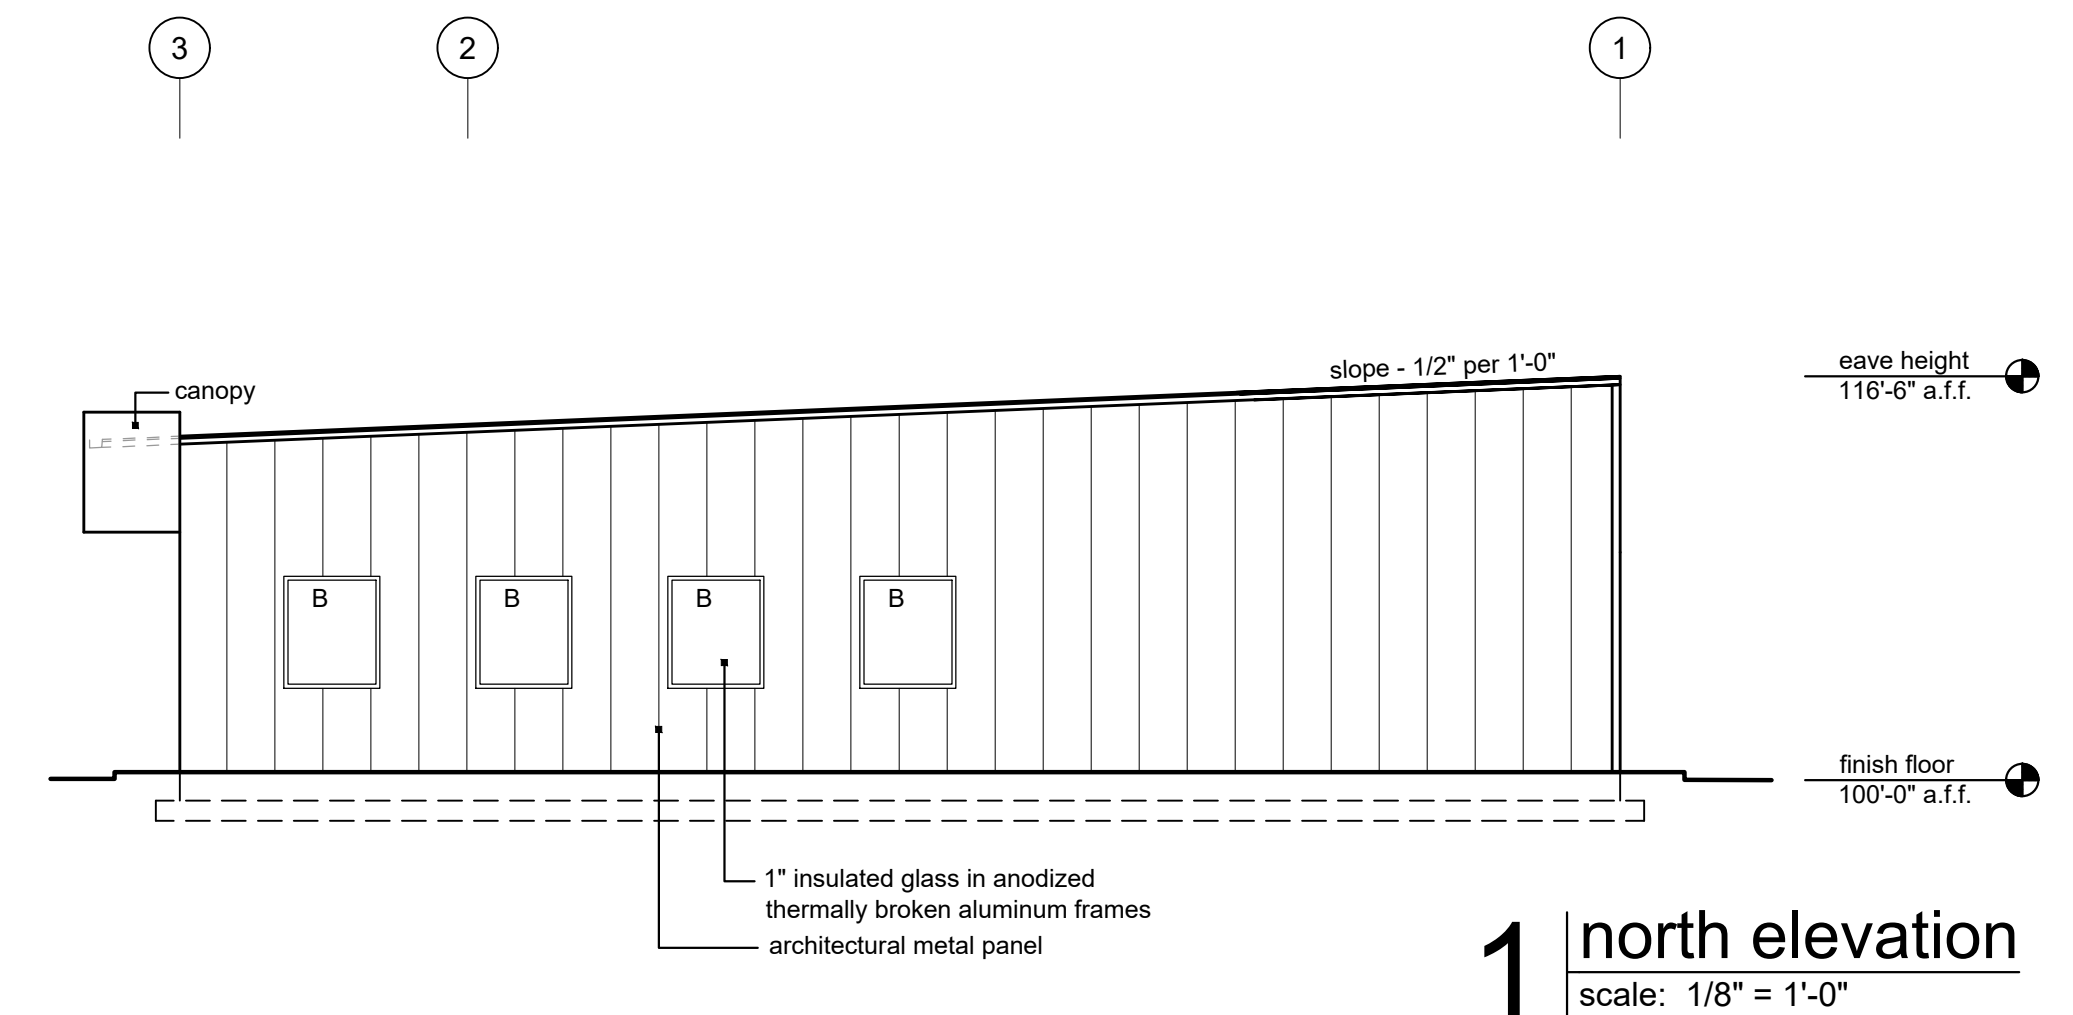 3
2
1
slope - 1/2" per 1'-0"
eave height
116'-6" a.f.f.
canopy
B
B
B
B
finish floor
100'-0" a.f.f.
1" insulated glass in anodized
thermally broken aluminum frames
architectural metal panel
1
north elevation
scale: 1/8" = 1'-0"